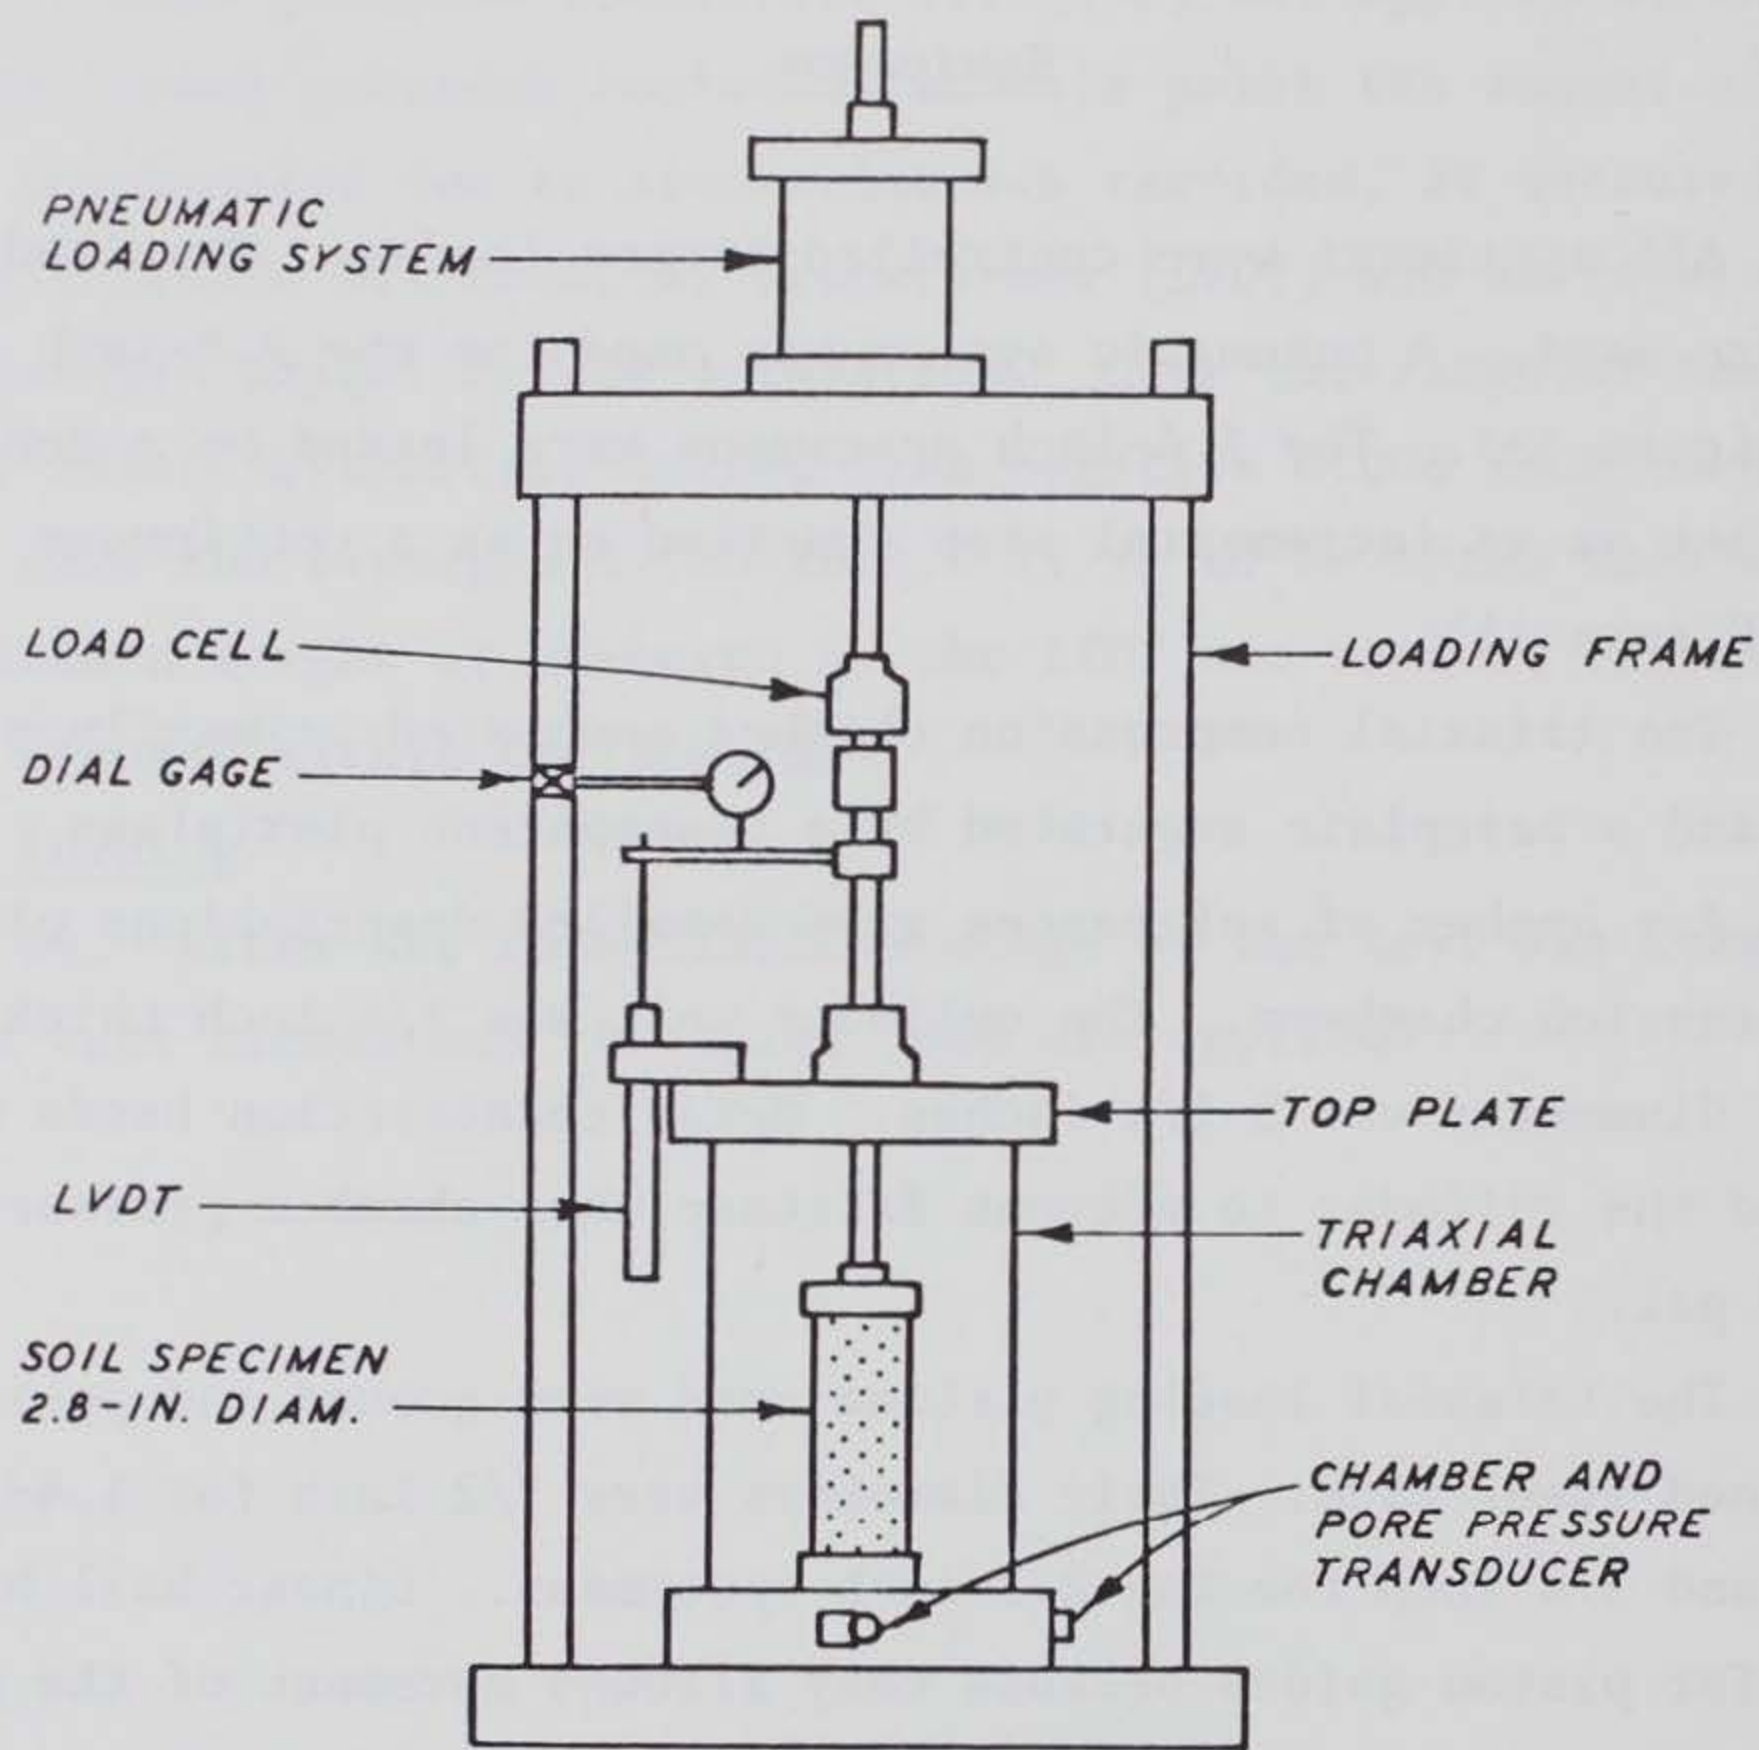 PNEUMATIC
LOADING SYSTEM
LOAD CELL
LOADING FRAME
DIAL GAGE
TOP PLATE
LVDT
TRIAXIAL
CHAMBER
SOIL SPECIMEN
2.8-IN. DIAM.
CHAMBER AND
PORE PRESSURE
TRANSDUCER